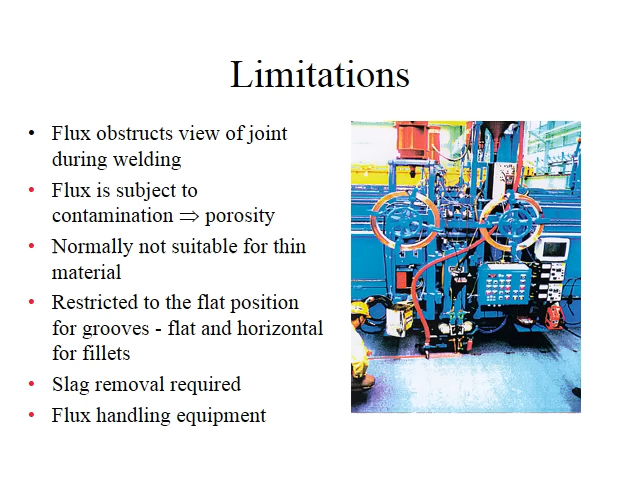 Limitations
• Flux obstructs view of joint
during welding
• Flux is subject to
contamination ⇒ porosity
• Normally not suitable for thin
material
• Restricted to the flat position
for grooves - flat and horizontal
for fillets
• Slag removal required
• Flux handling equipment